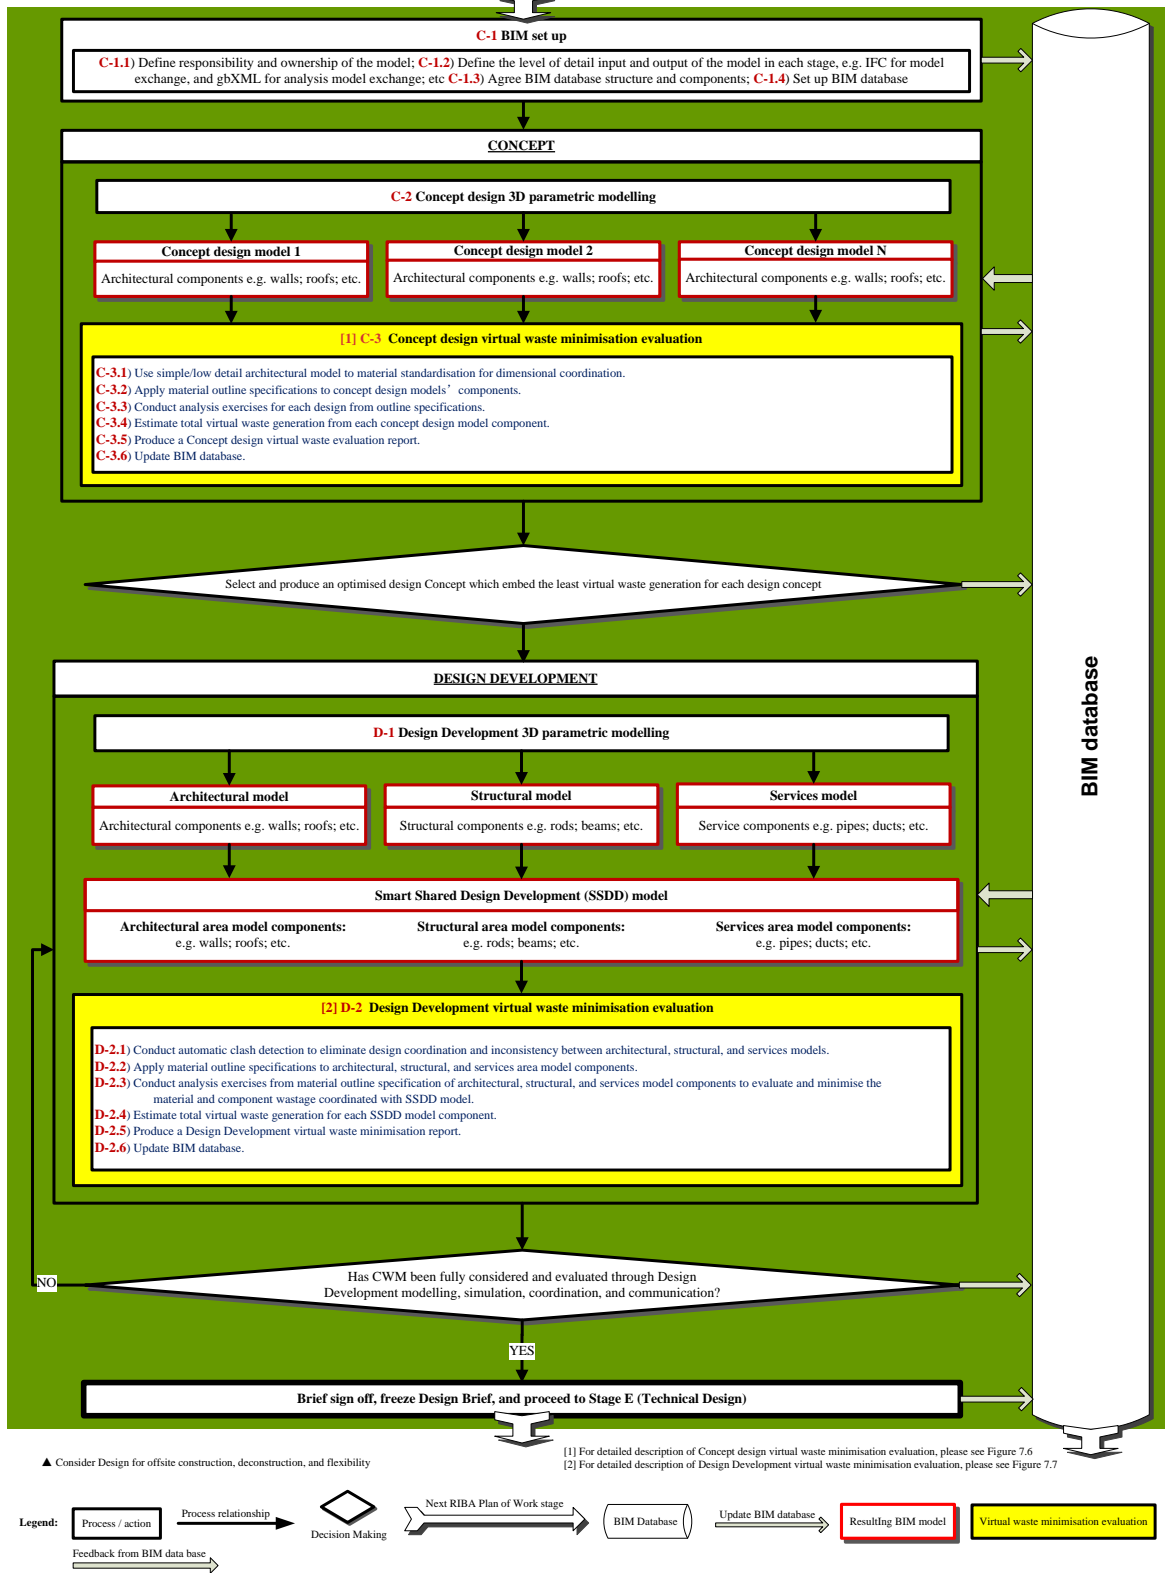 C-1 BIM set up
C-1.1) Define responsibility and ownership of the model; C-1.2) Define the level of detail input and output of the model in each stage, e.g. IFC for model
exchange, and gbXML for analysis model exchange; etc C-1.3) Agree BIM database structure and components; C-1.4) Set up BIM database
CONCEPT
C-2 Concept design 3D parametric modelling
Concept design model 1
Architectural components e.g. walls; roofs; etc.
Concept design model 2
Architectural components e.g. walls; roofs; etc.
Concept design model N
Architectural components e.g. walls; roofs; etc.
[1] C-3 Concept design virtual waste minimisation evaluation
C-3.1) Use simple/low detail architectural model to material standardisation for dimensional coordination.
C-3.2) Apply material outline specifications to concept design models’ components.
C-3.3) Conduct analysis exercises for each design from outline specifications.
C-3.4) Estimate total virtual waste generation from each concept design model component.
C-3.5) Produce a Concept design virtual waste evaluation report.
C-3.6) Update BIM database.
Select and produce an optimised design Concept which embed the least virtual waste generation for each design concept
BIM database
DESIGN DEVELOPMENT
D-1 Design Development 3D parametric modelling
Architectural model
Architectural components e.g. walls; roofs; etc.
Structural model
Structural components e.g. rods; beams; etc.
Services model
Service components e.g. pipes; ducts; etc.
Smart Shared Design Development (SSDD) model
Architectural area model components:
e.g. walls; roofs; etc.
Structural area model components:
e.g. rods; beams; etc.
Services area model components:
e.g. pipes; ducts; etc.
[2] D-2 Design Development virtual waste minimisation evaluation
D-2.1) Conduct automatic clash detection to eliminate design coordination and inconsistency between architectural, structural, and services models.
D-2.2) Apply material outline specifications to architectural, structural, and services area model components.
D-2.3) Conduct analysis exercises from material outline specification of architectural, structural, and services model components to evaluate and minimise the
material and component wastage coordinated with SSDD model.
D-2.4) Estimate total virtual waste generation for each SSDD model component.
D-2.5) Produce a Design Development virtual waste minimisation report.
D-2.6) Update BIM database.
NO
Has CWM been fully considered and evaluated through Design
Development modelling, simulation, coordination, and communication?
YES
Brief sign off, freeze Design Brief, and proceed to Stage E (Technical Design)
▲ Consider Design for offsite construction, deconstruction, and flexibility
[1] For detailed description of Concept design virtual waste minimisation evaluation, please see Figure 7.6
[2] For detailed description of Design Development virtual waste minimisation evaluation, please see Figure 7.7
Legend:
Process / action
Process relationship
Decision Making
Next RIBA Plan of Work stage
BIM Database
Update BIM database
ResultIng BIM model
Virtual waste minimisation evaluation
Feedback from BIM data base